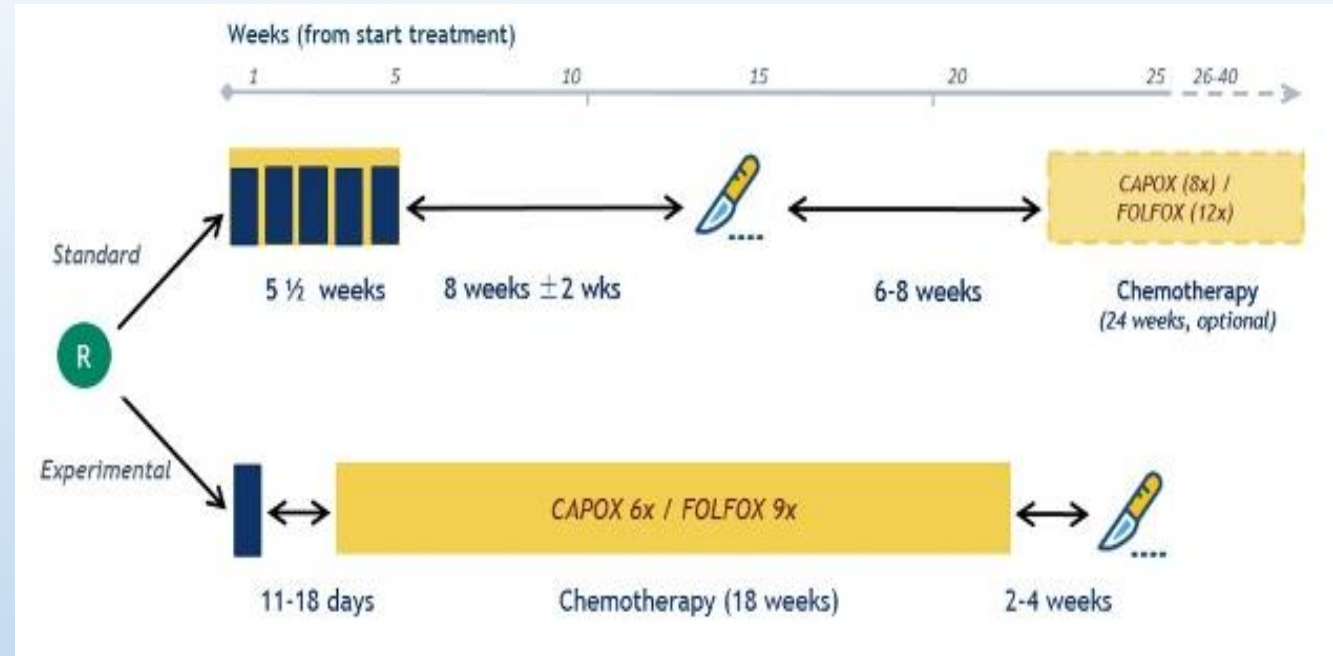 Weeks (from start treatment)
1 5 10 15 20 25 26-40
CAPOX (8x) /
FOLFOX (12x)
Standard
5 ½ weeks
8 weeks ±2 wks
6-8 weeks
Chemotherapy
(24 weeks, optional)
R
Experimental
CAPOX 6x / FOLFOX 9x
11-18 days
Chemotherapy (18 weeks)
2-4 weeks